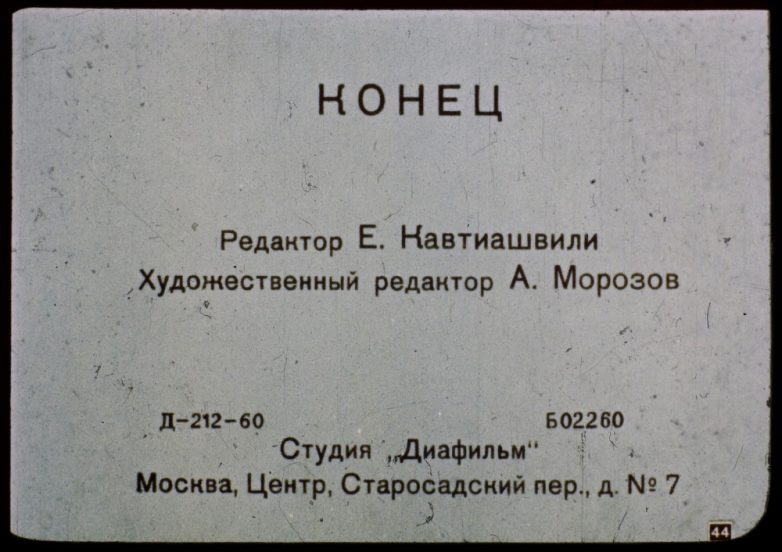 КОНЕЦ
Редактор Е. Кавтиашвили
Художественный редактор А. Морозов
Д-212-60 Б02260
Студия „Диафильм“
Москва, Центр, Старосадский пер., д. № 7
44